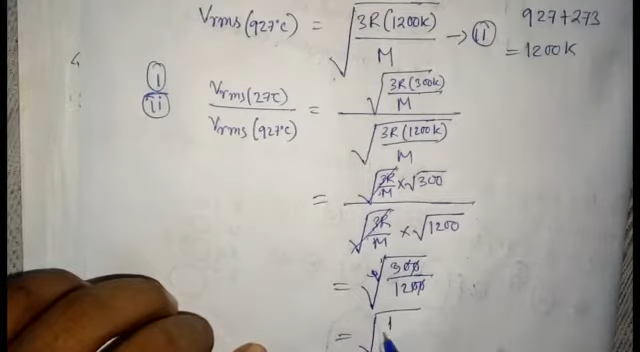 Vrms(927°C) = √(3R(1200K)/M) → (ii) 927+273
= 1200K
(i)/(ii) Vrms(27°C)/Vrms(927°C) = √(3R(300K)/M) / √(3R(1200K)/M)
= √(3R/M) × √300 / √(3R/M) × √1200
= √(300/1200)
= √1